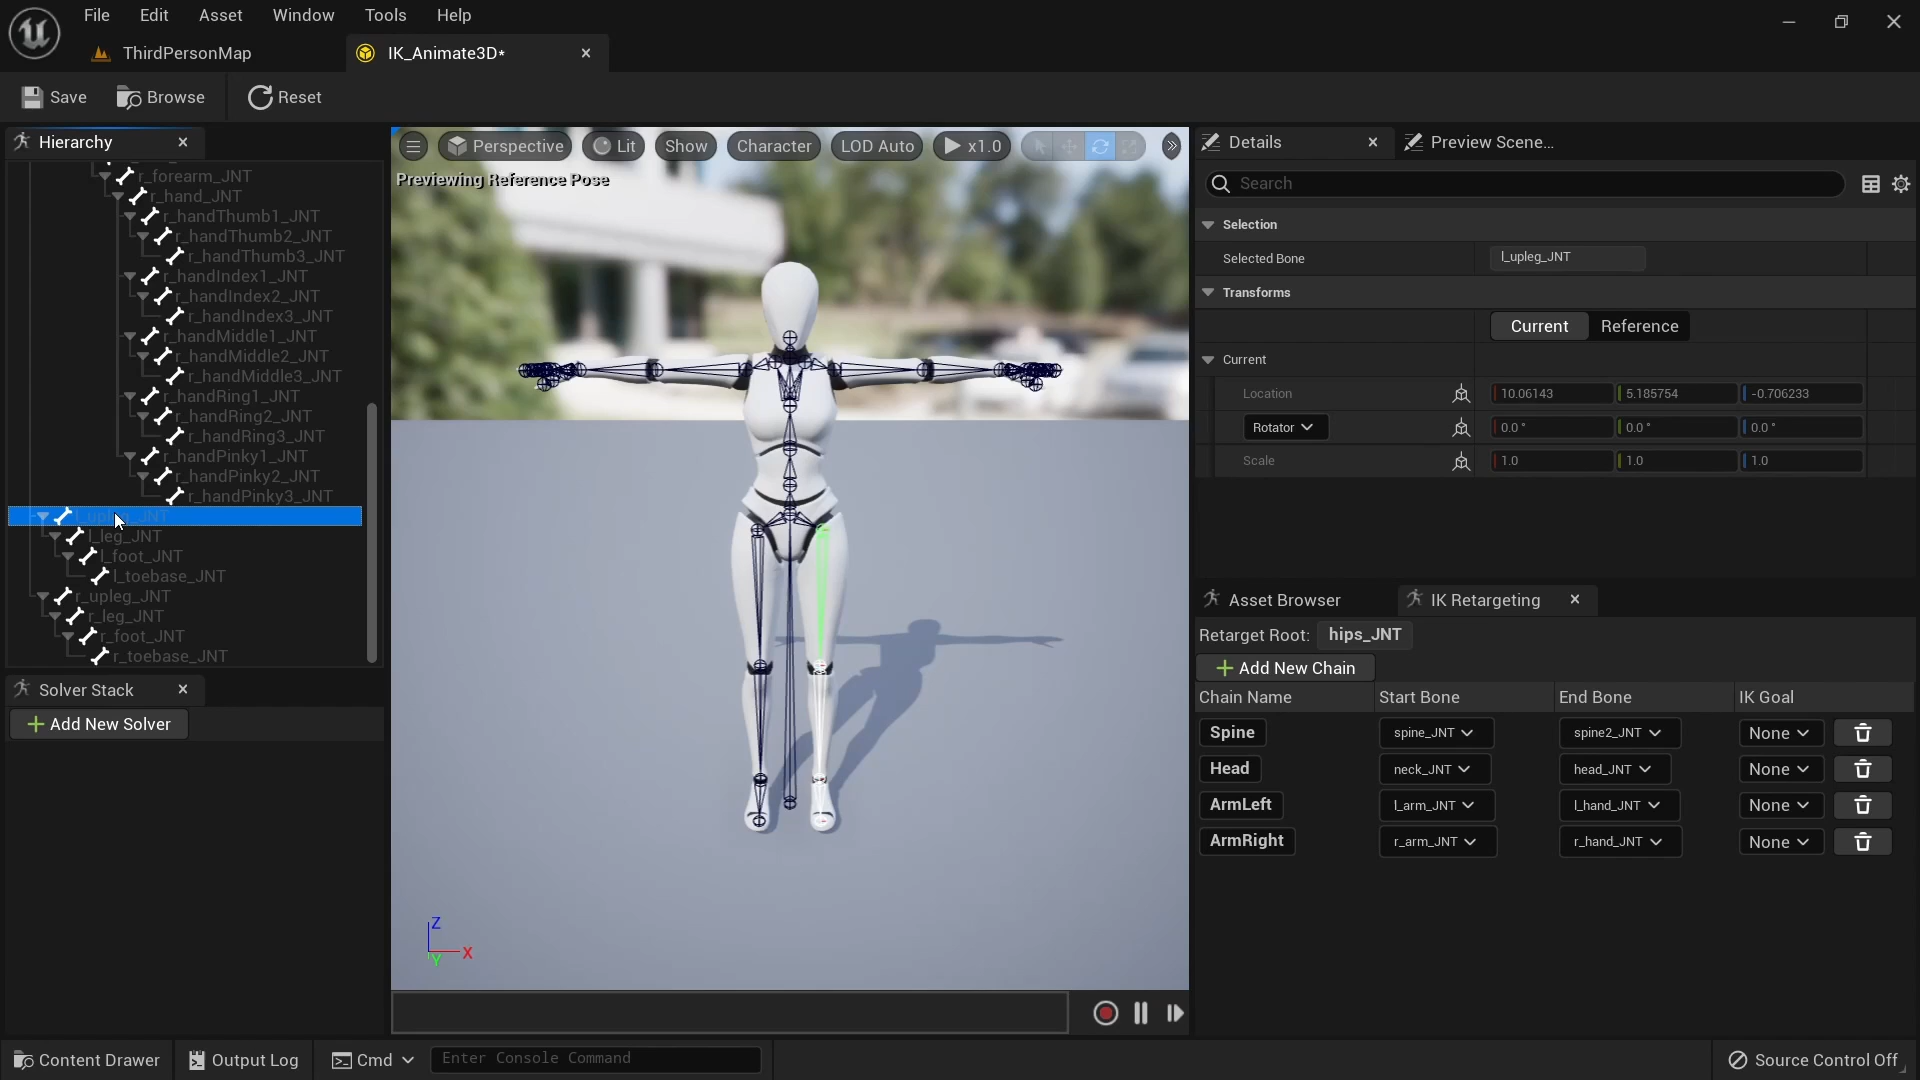 File Edit Asset Window Tools Help
ThirdPersonMap IK_Animate3D*
Save Browse Reset
Hierarchy
r_forearm_JNT
r_hand_JNT
r_handThumb1_JNT
r_handThumb2_JNT
r_handThumb3_JNT
r_handIndex1_JNT
r_handIndex2_JNT
r_handIndex3_JNT
r_handMiddle1_JNT
r_handMiddle2_JNT
r_handMiddle3_JNT
r_handRing1_JNT
r_handRing2_JNT
r_handRing3_JNT
r_handPinky1_JNT
r_handPinky2_JNT
r_handPinky3_JNT
l_upleg_JNT
l_leg_JNT
l_foot_JNT
l_toebase_JNT
r_upleg_JNT
r_leg_JNT
r_foot_JNT
r_toebase_JNT
Solver Stack
+ Add New Solver
Perspective Lit Show Character LOD Auto x1.0
Previewing Reference Pose
Z
X
Y
Details Preview Scene...
Search
Selection
Selected Bone l_upleg_JNT
Transforms
Current Reference
Current
Location 10.06143 5.185754 -0.706233
Rotator 0.0 ° 0.0 ° 0.0 °
Scale 1.0 1.0 1.0
Asset Browser IK Retargeting
Retarget Root: hips_JNT
+ Add New Chain
Chain Name Start Bone End Bone IK Goal
Spine spine_JNT spine2_JNT None
Head neck_JNT head_JNT None
ArmLeft l_arm_JNT l_hand_JNT None
ArmRight r_arm_JNT r_hand_JNT None
Content Drawer Output Log Cmd Enter Console Command Source Control Off